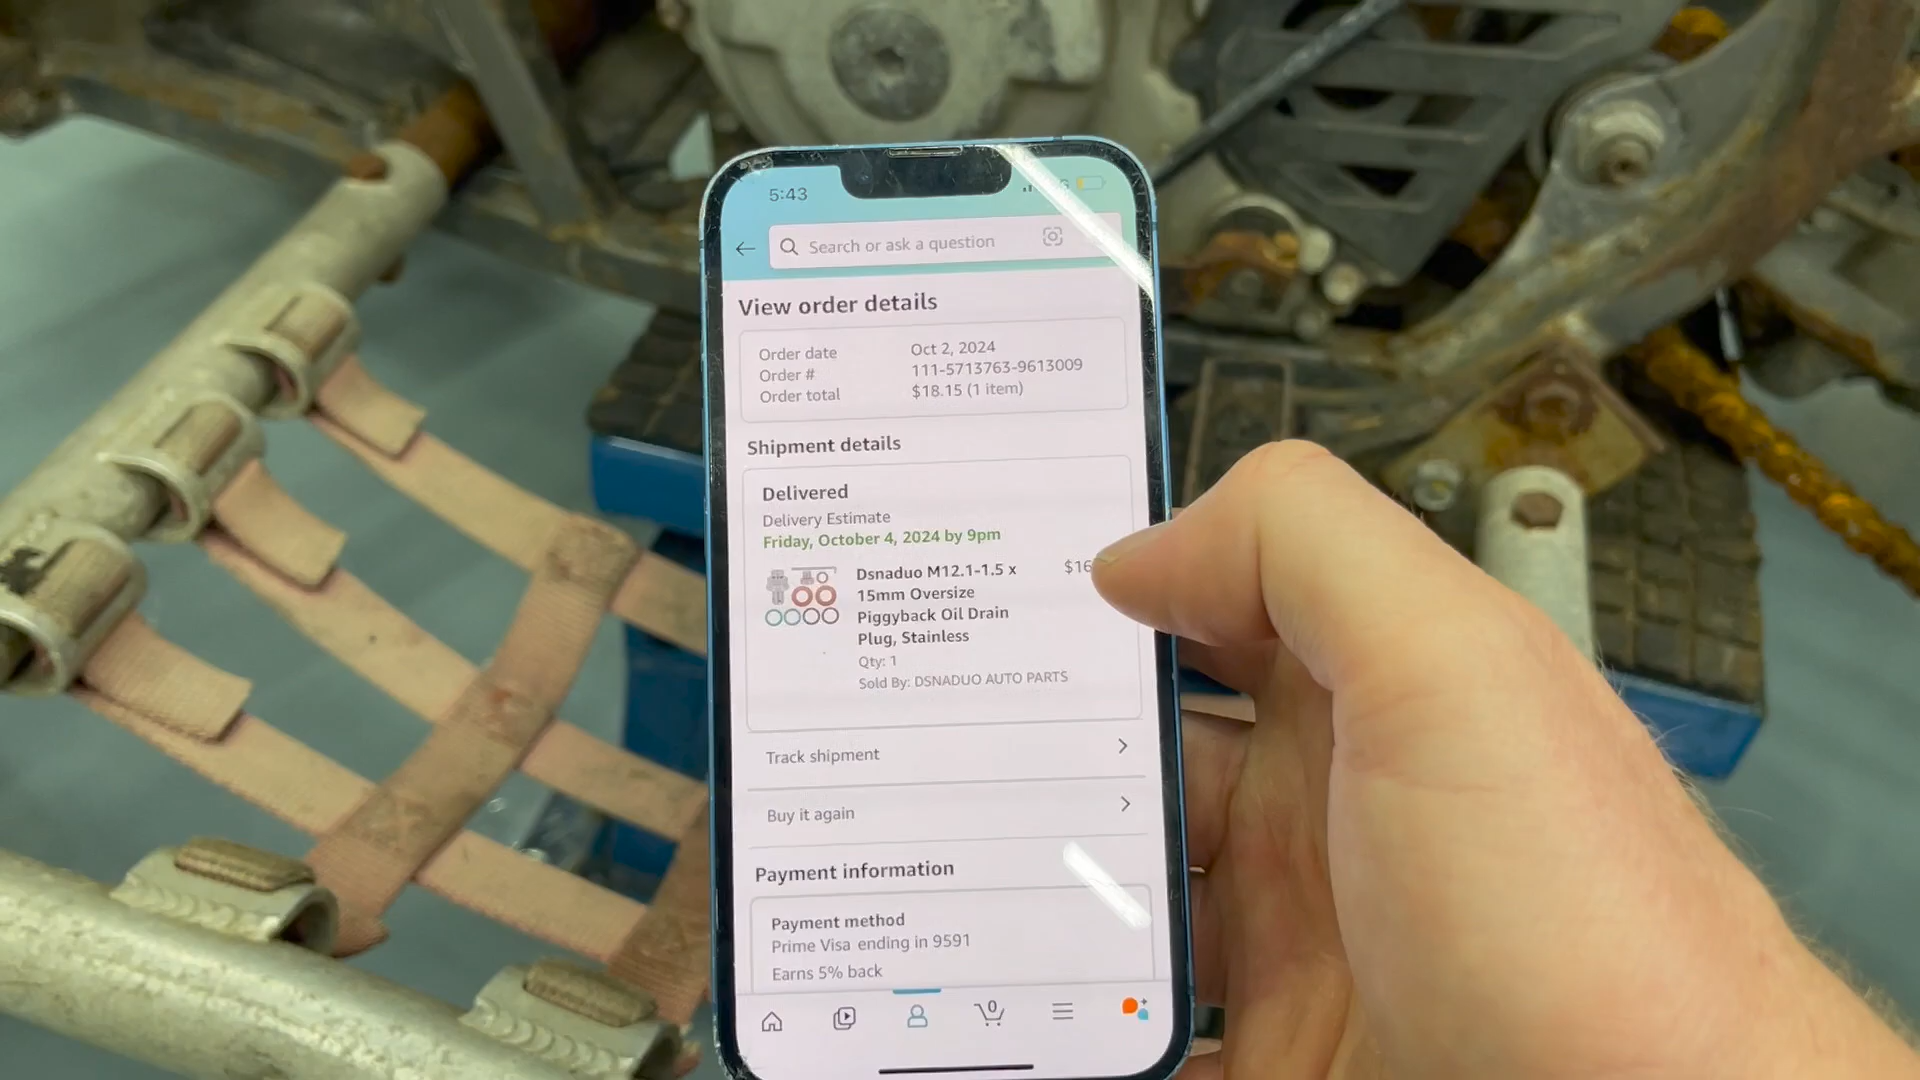 5:43
Search or ask a question
View order details
Order date Oct 2, 2024
Order # 111-5713763-9613009
Order total $18.15 (1 item)
Shipment details
Delivered
Delivery Estimate
Friday, October 4, 2024 by 9pm
Dsnaduo M12.1-1.5 x $16
15mm Oversize
Piggyback Oil Drain
Plug, Stainless
Qty: 1
Sold By: DSNADUO AUTO PARTS
Track shipment
Buy it again
Payment information
Payment method
Prime Visa ending in 9591
Earns 5% back
0